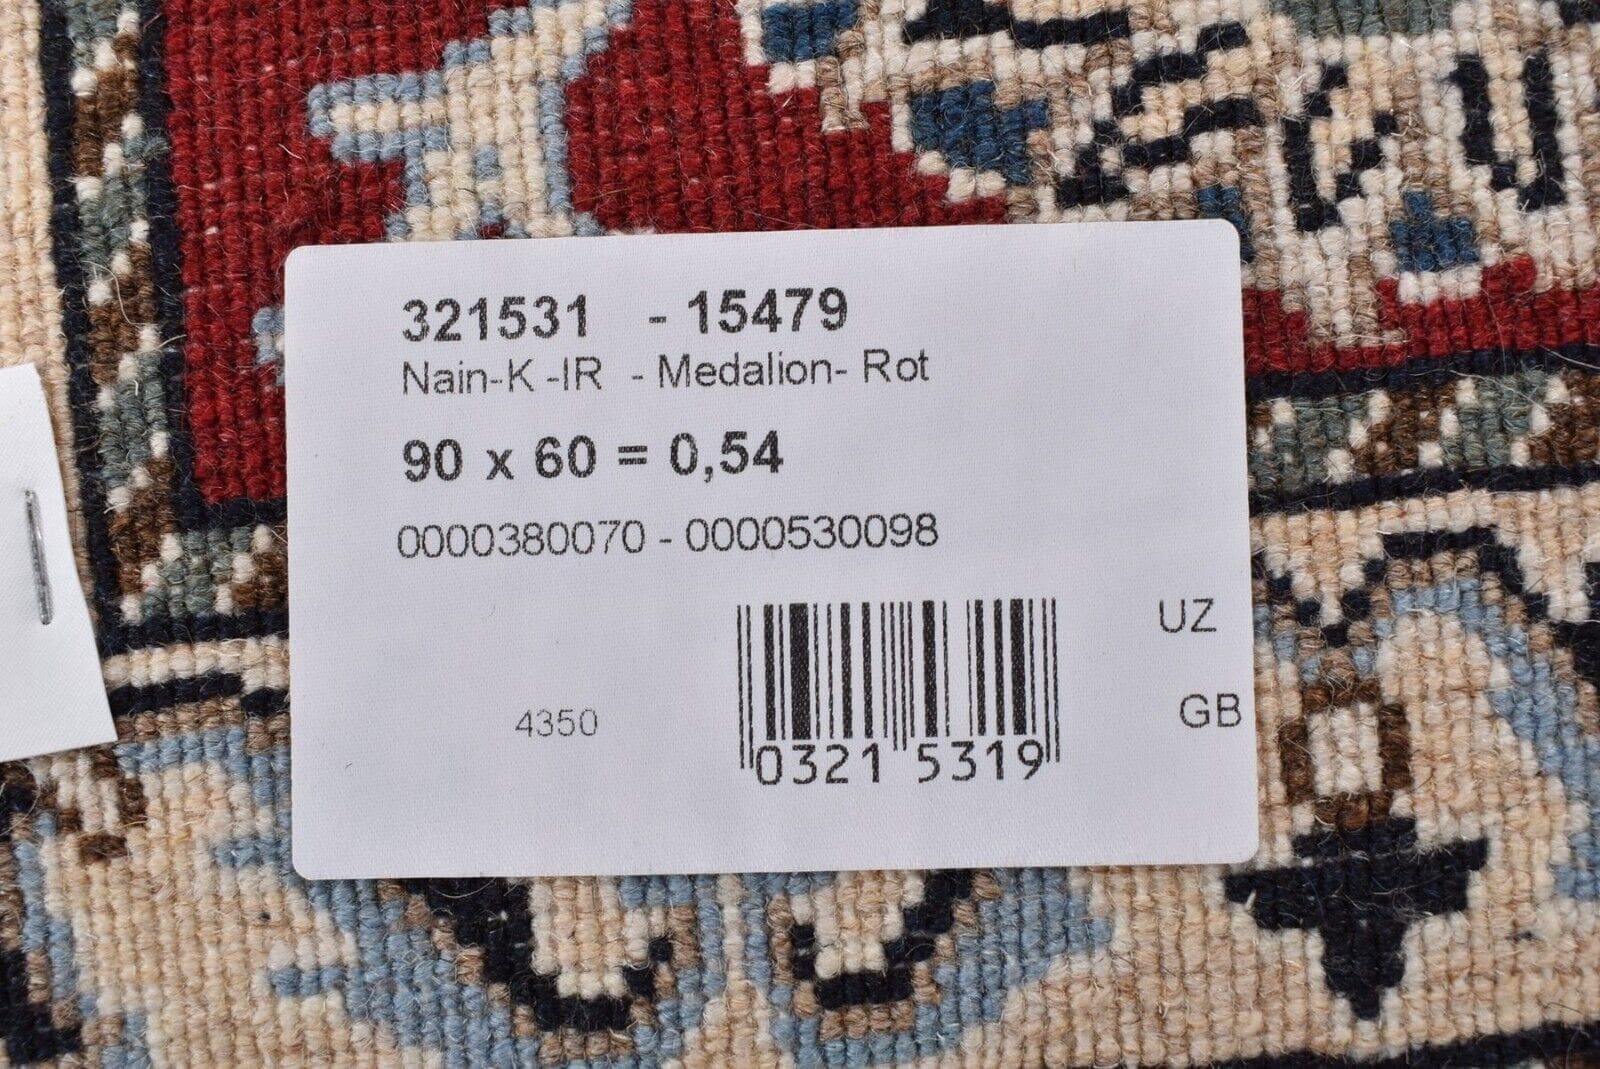 321531 - 15479
Nain-K -IR - Medalion- Rot
90 x 60 = 0,54
0000380070 - 0000530098
UZ
4350
GB
0321 5319